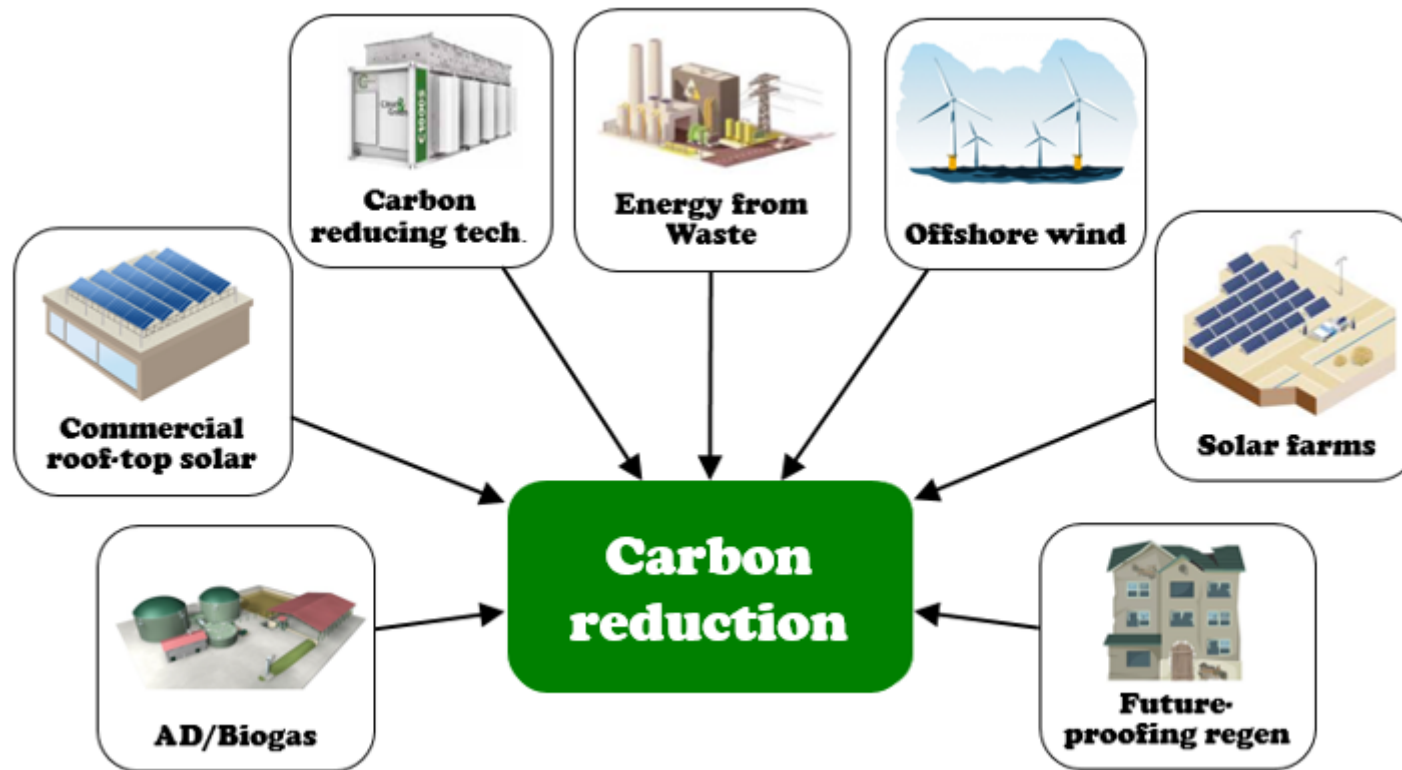 Carbon
reducing tech.
Energy from
Waste
Offshore wind
Commercial
roof-top solar
Solar farms
Carbon
reduction
AD/Biogas
Future-
proofing regen